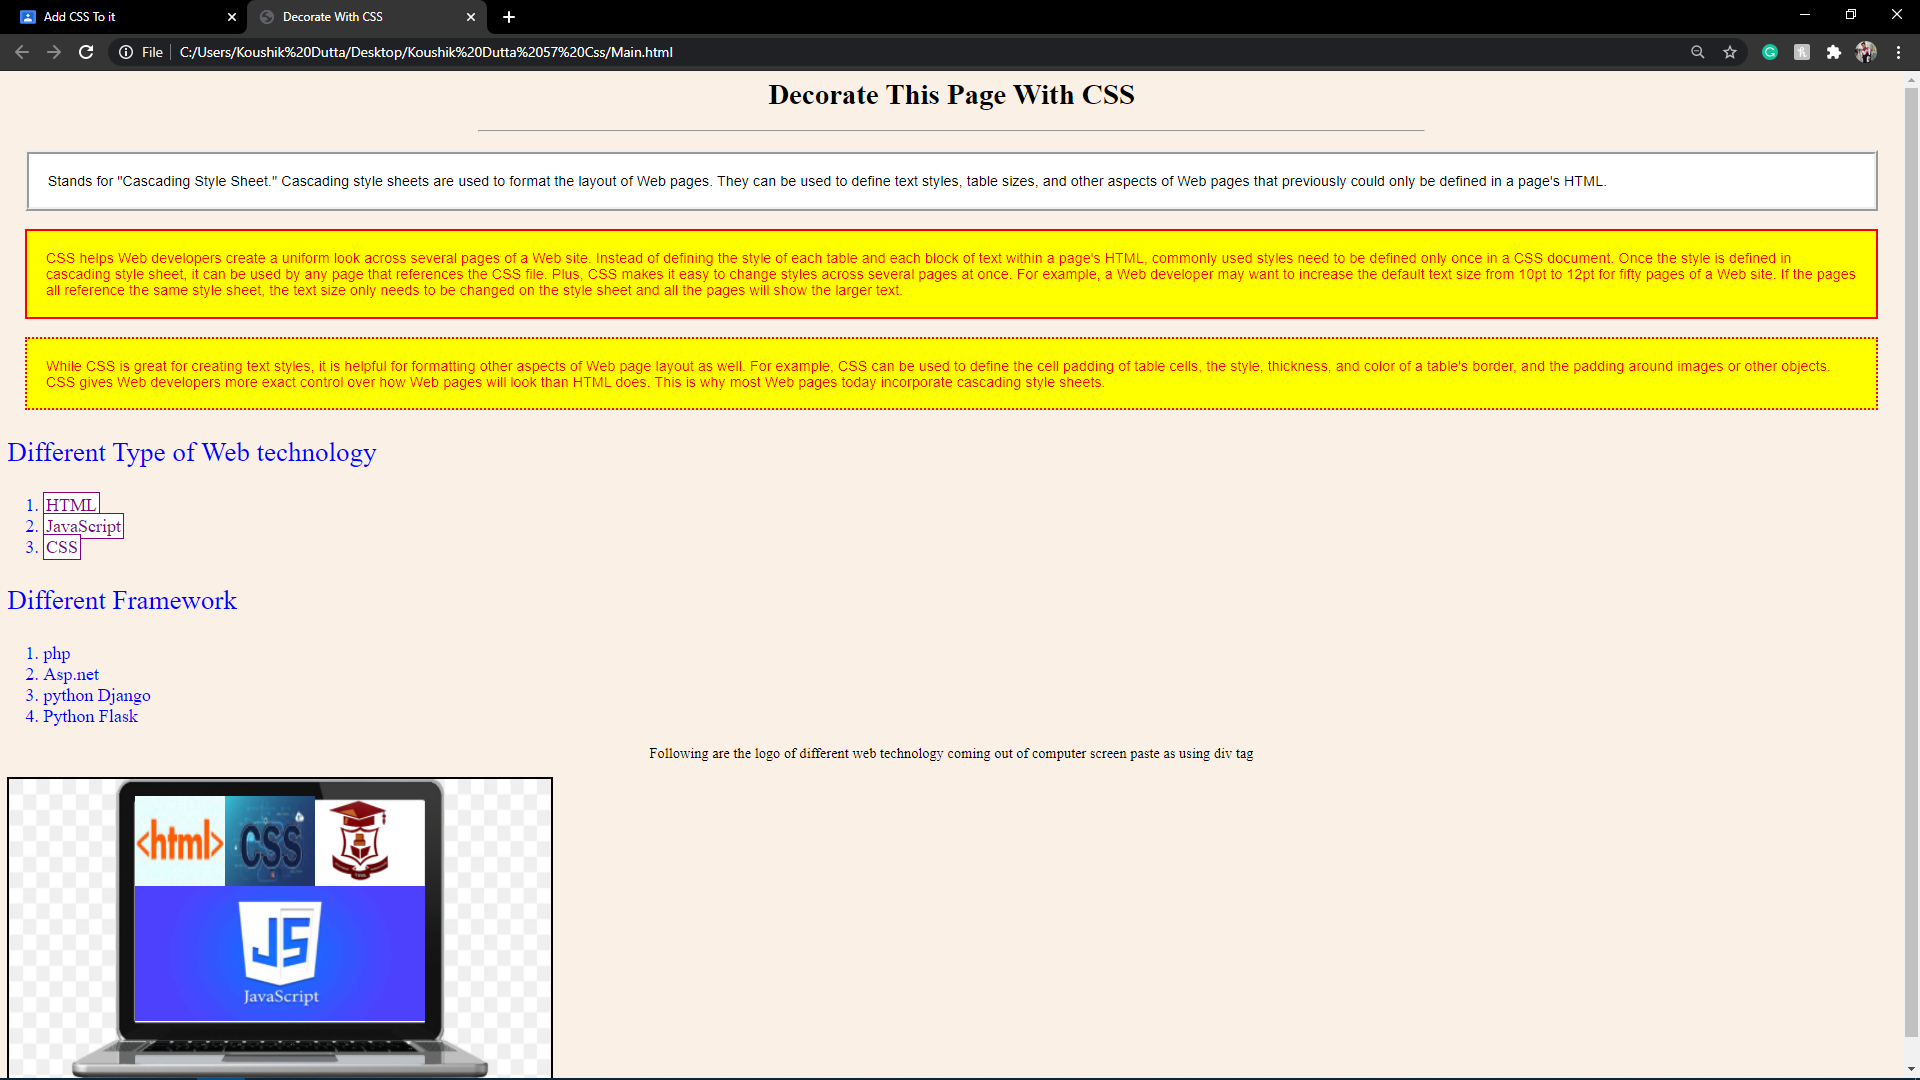 Add CSS To it
Decorate With CSS
File
C:/Users/Koushik%20Dutta/Desktop/Koushik%20Dutta%2057%20Css/Main.html
Decorate This Page With CSS
Stands for "Cascading Style Sheet." Cascading style sheets are used to format the layout of Web pages. They can be used to define text styles, table sizes, and other aspects of Web pages that previously could only be defined in a page's HTML.
CSS helps Web developers create a uniform look across several pages of a Web site. Instead of defining the style of each table and each block of text within a page's HTML, commonly used styles need to be defined only once in a CSS document. Once the style is defined in
cascading style sheet, it can be used by any page that references the CSS file. Plus, CSS makes it easy to change styles across several pages at once. For example, a Web developer may want to increase the default text size from 10pt to 12pt for fifty pages of a Web site. If the pages
all reference the same style sheet, the text size only needs to be changed on the style sheet and all the pages will show the larger text.
While CSS is great for creating text styles, it is helpful for formatting other aspects of Web page layout as well. For example, CSS can be used to define the cell padding of table cells, the style, thickness, and color of a table's border, and the padding around images or other objects.
CSS gives Web developers more exact control over how Web pages will look than HTML does. This is why most Web pages today incorporate cascading style sheets.
Different Type of Web technology
1. HTML
2. JavaScript
3. CSS
Different Framework
1. php
2. Asp.net
3. python Django
4. Python Flask
Following are the logo of different web technology coming out of computer screen paste as using div tag
<html>
CSS
JS
JavaScript